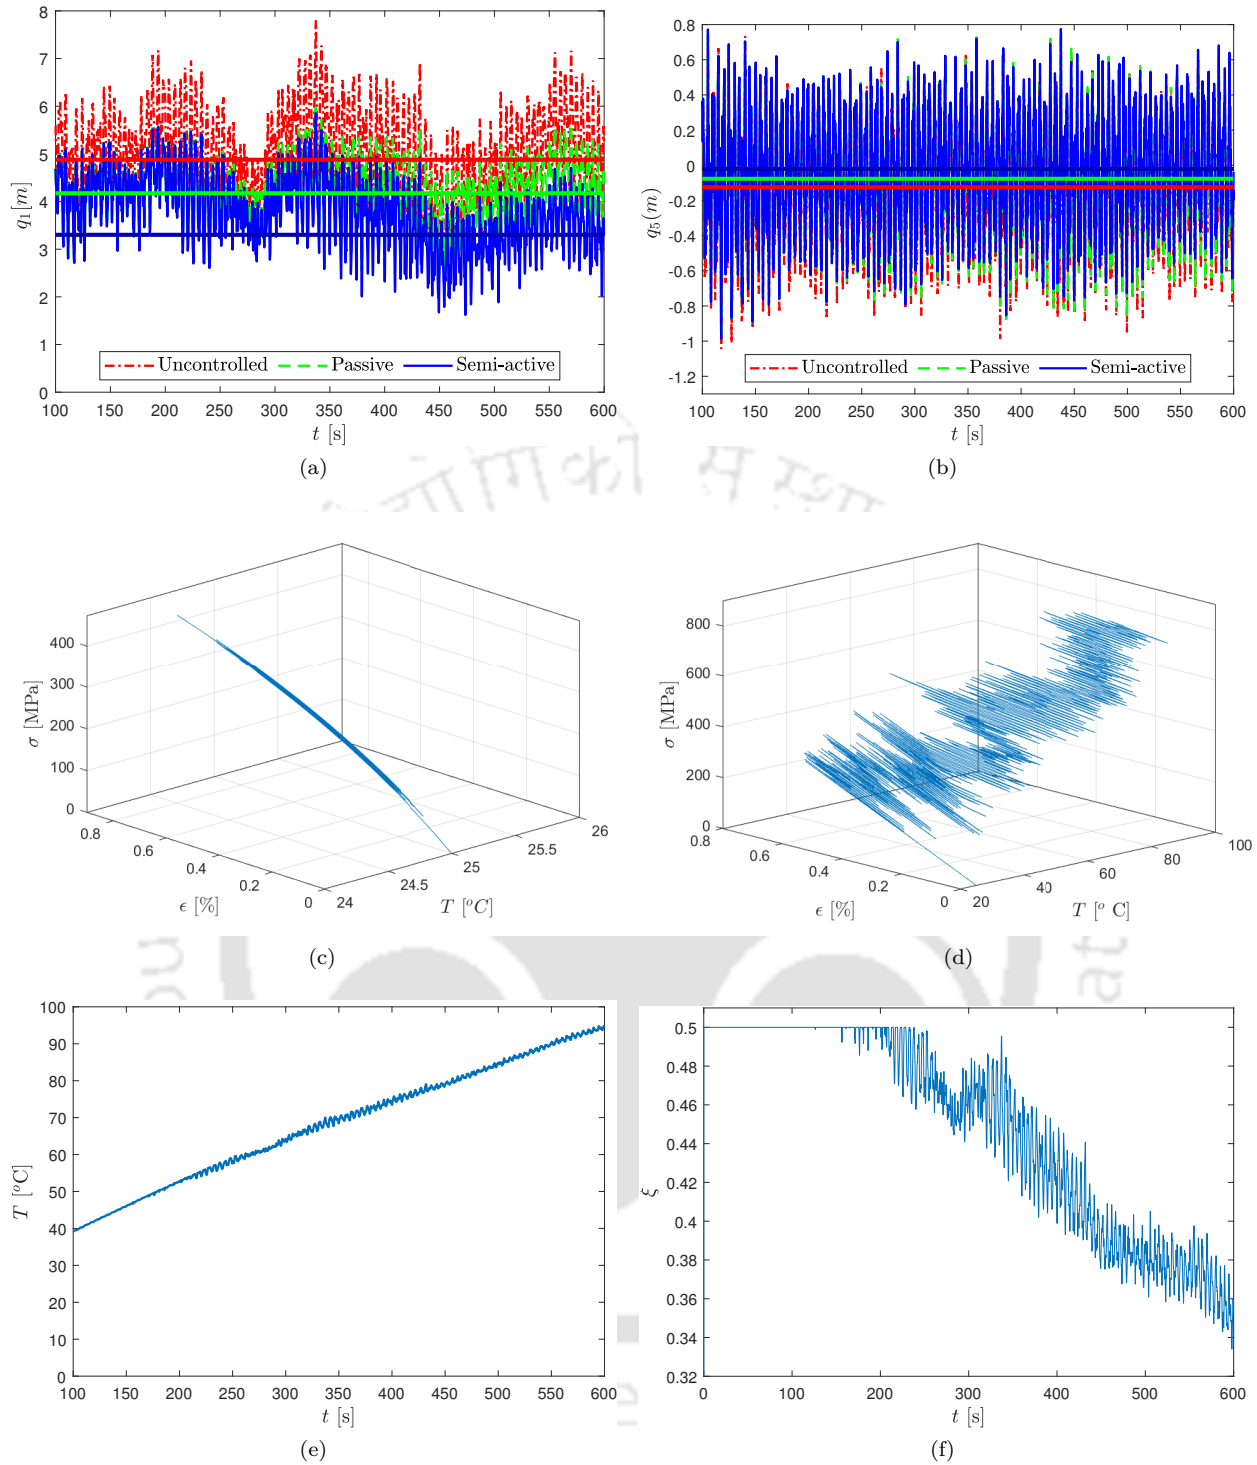 8
7
6
5
4
3
2
1
0
q1[m]
Uncontrolled Passive Semi-active
100 150 200 250 300 350 400 450 500 550 600
t [s]
(a)
0.8
0.6
0.4
0.2
0
-0.2
-0.4
-0.6
-0.8
-1
-1.2
q5(m)
Uncontrolled Passive Semi-active
100 150 200 250 300 350 400 450 500 550 600
t [s]
(b)
400
300
200
100
0
σ [MPa]
0.8 0.6 0.4 0.2 0
ϵ [%]
24 24.5 25 25.5 26
T [°C]
(c)
800
600
400
200
0
σ [MPa]
0.8 0.6 0.4 0.2 0
ϵ [%]
20 40 60 80 100
T [° C]
(d)
100
90
80
70
60
50
40
30
20
10
0
T [°C]
100 150 200 250 300 350 400 450 500 550 600
t [s]
(e)
0.5
0.48
0.46
0.44
0.42
0.4
0.38
0.36
0.34
0.32
ξ
0 100 200 300 400 500 600
t [s]
(f)